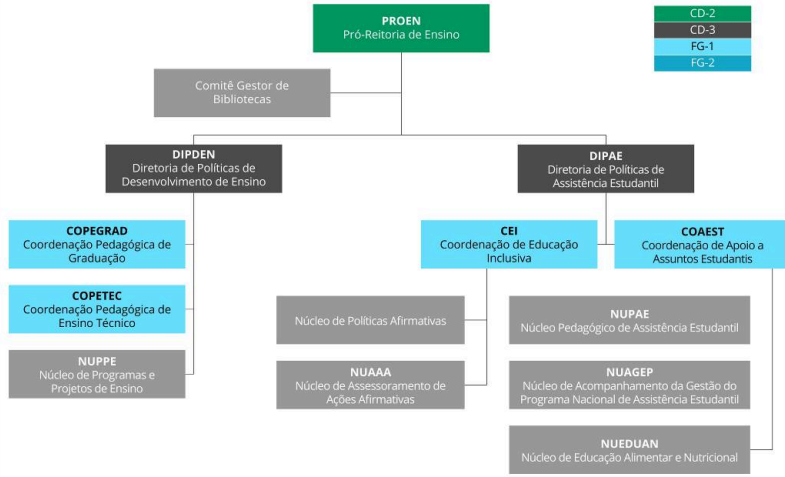 PROEN
Pró-Reitoria de Ensino
CD-2
CD-3
FG-1
FG-2
Comitê Gestor de
Bibliotecas
DIPDEN
Diretoria de Políticas de
Desenvolvimento de Ensino
DIPAE
Diretoria de Políticas de
Assistência Estudantil
COPEGRAD
Coordenação Pedagógica de
Graduação
CEI
Coordenação de Educação
Inclusiva
COAEST
Coordenação de Apoio a
Assuntos Estudantis
COPETEC
Coordenação Pedagógica de
Ensino Técnico
Núcleo de Políticas Afirmativas
NUPAE
Núcleo Pedagógico de Assistência Estudantil
NUPPE
Núcleo de Programas e
Projetos de Ensino
NUAAA
Núcleo de Assessoramento de
Ações Afirmativas
NUAGEP
Núcleo de Acompanhamento da Gestão do
Programa Nacional de Assistência Estudantil
NUEDUAN
Núcleo de Educação Alimentar e Nutricional